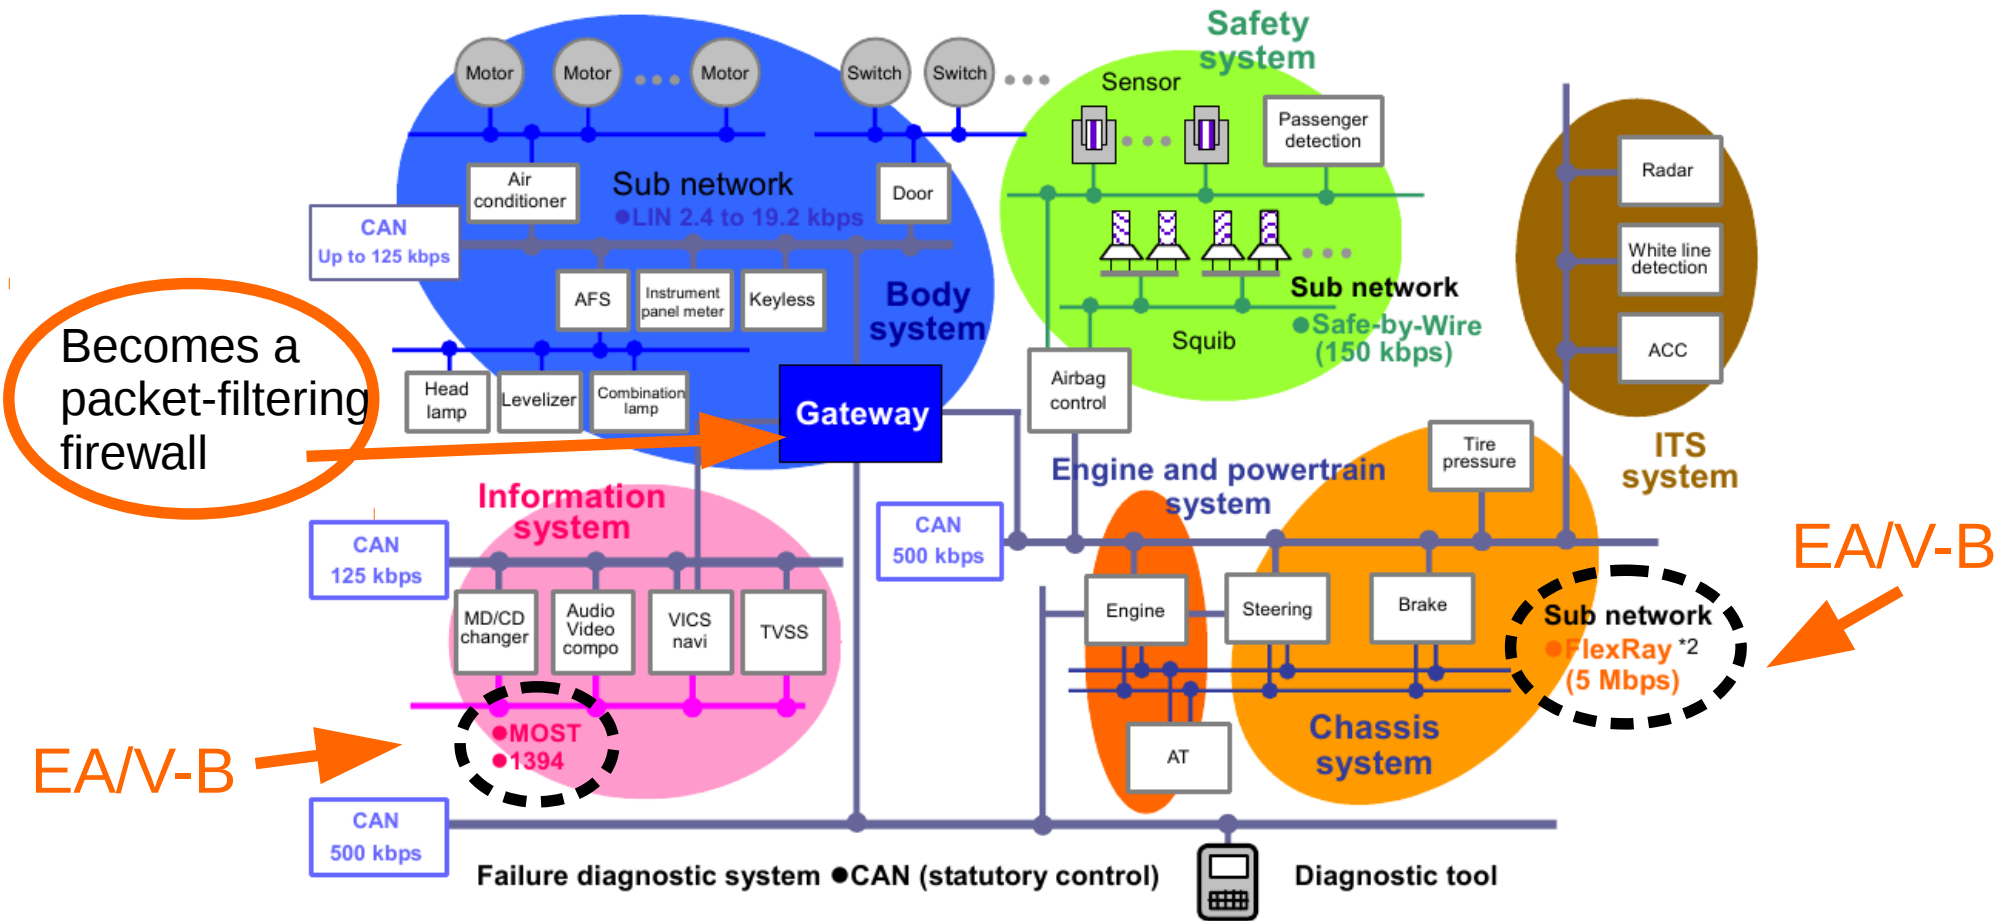 Safety
system
Motor
Motor
Motor
Switch
Switch
Sensor
Passenger
detection
Radar
Air
conditioner
Sub network
●LIN 2.4 to 19.2 kbps
Door
CAN
Up to 125 kbps
White line
detection
AFS
Instrument
panel meter
Keyless
Body
system
Sub network
●Safe-by-Wire
(150 kbps)
Squib
ACC
Becomes a
packet-filtering
firewall
Head
lamp
Levelizer
Combination
lamp
Gateway
Airbag
control
Tire
pressure
ITS
system
Engine and powertrain
system
Information
system
CAN
125 kbps
CAN
500 kbps
EA/V-B
MD/CD
changer
Audio
Video
compo
VICS
navi
TVSS
Engine
Steering
Brake
Sub network
●FlexRay *2
(5 Mbps)
●MOST
●1394
EA/V-B
AT
Chassis
system
CAN
500 kbps
Failure diagnostic system ●CAN (statutory control)
Diagnostic tool